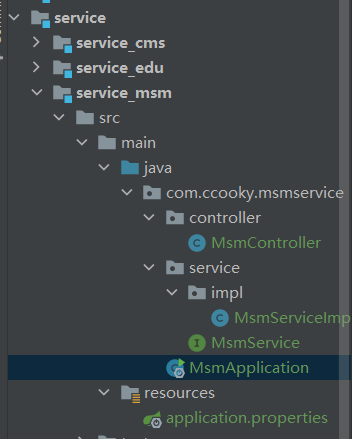 service
service_cms
service_edu
service_msm
src
main
java
com.ccooky.msmservice
controller
MsmController
service
impl
MsmServiceImp
MsmService
MsmApplication
resources
application.properties